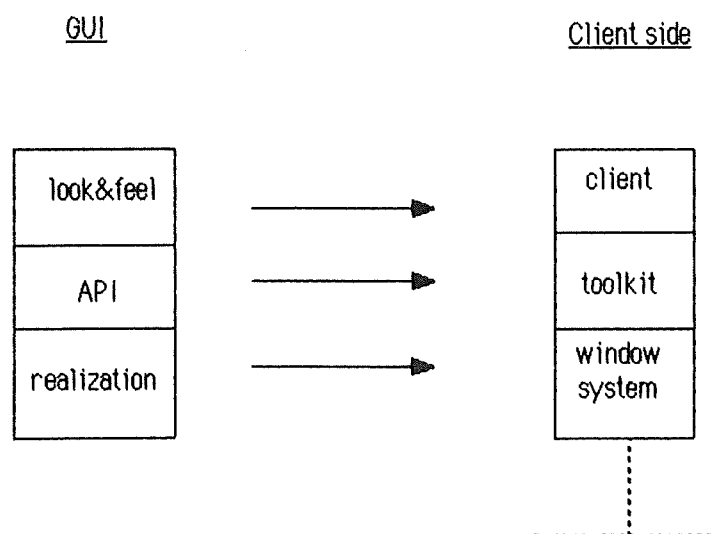 GUI
Client side
look&feel
client
API
toolkit
realization
window
system